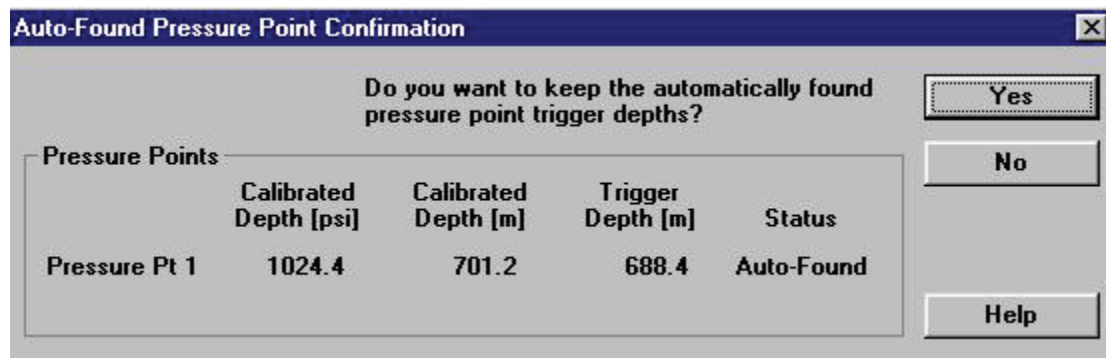 Auto-Found Pressure Point Confirmation
Do you want to keep the automatically found
pressure point trigger depths?
Yes
No
Pressure Points
Calibrated Calibrated Trigger
Depth [psi] Depth [m] Depth [m] Status
Pressure Pt 1 1024.4 701.2 688.4 Auto-Found
Help